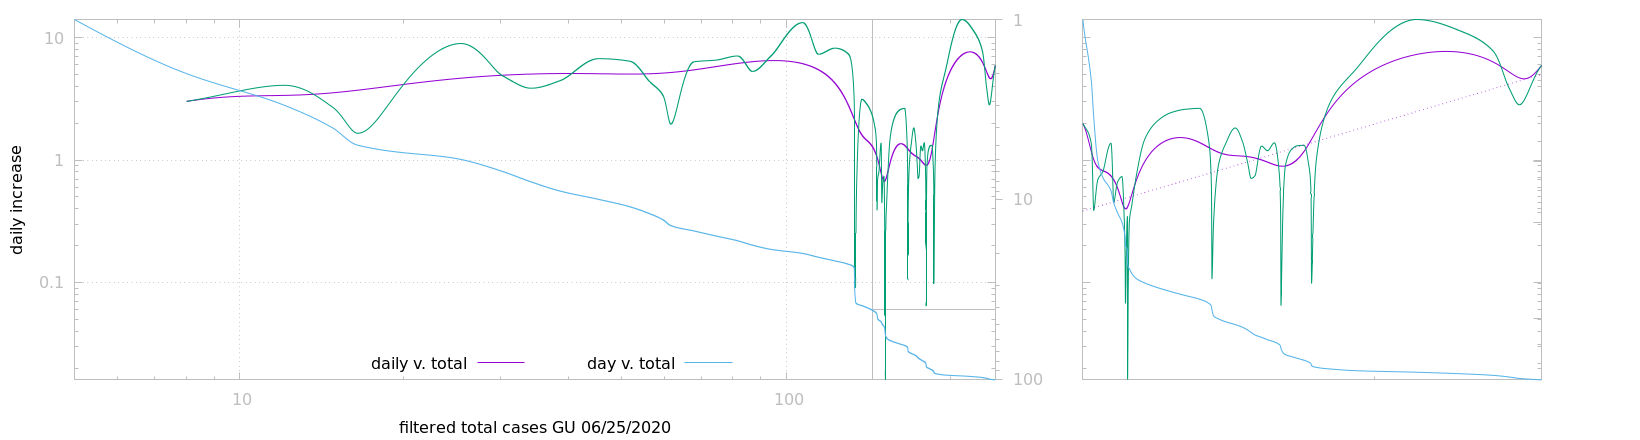 10
1
0.1
daily increase
1
10
100
daily v. total
day v. total
10
100
filtered total cases GU 06/25/2020